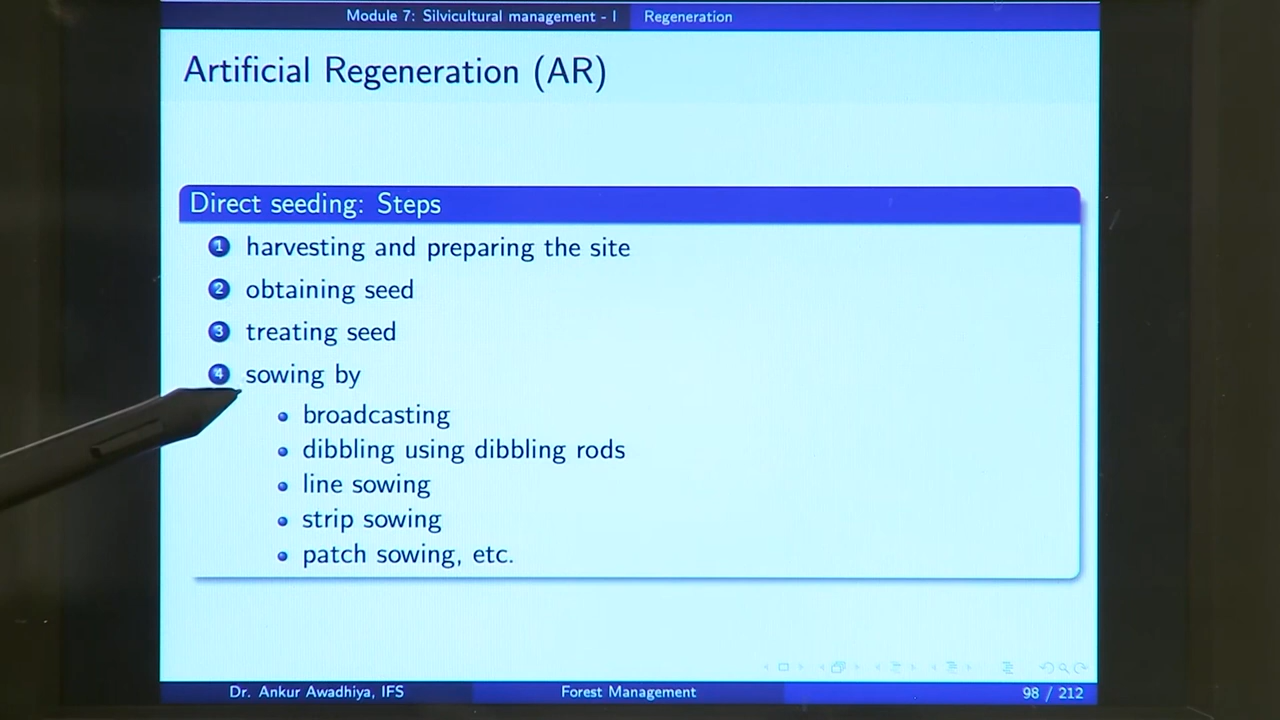 Module 7: Silvicultural management - I Regeneration
Artificial Regeneration (AR)
Direct seeding: Steps
1 harvesting and preparing the site
2 obtaining seed
3 treating seed
4 sowing by
broadcasting
dibbling using dibbling rods
line sowing
strip sowing
patch sowing, etc.
Dr. Ankur Awadhiya, IFS Forest Management 98 / 212